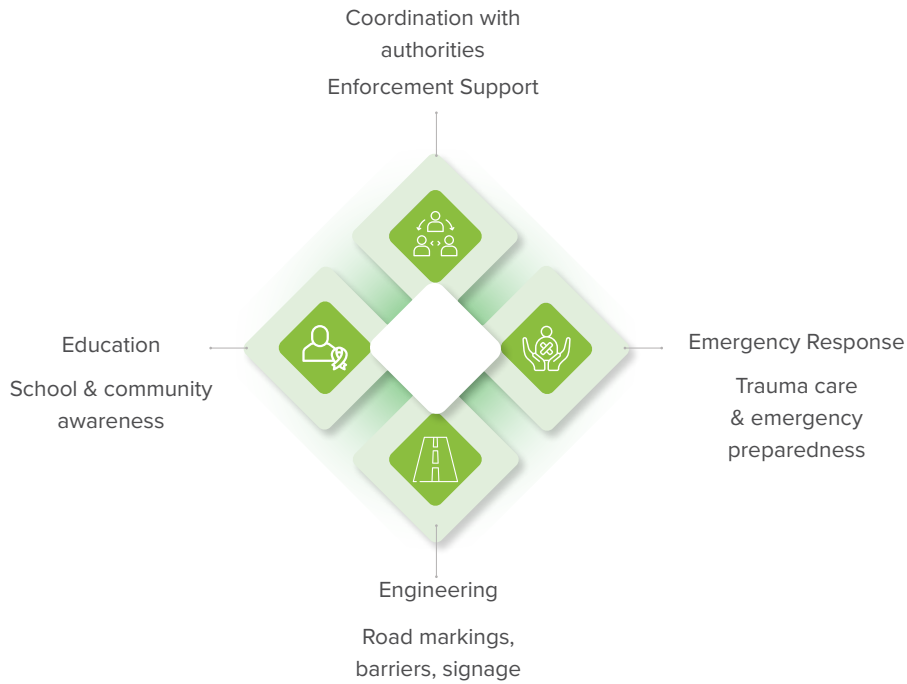 Coordination with
authorities
Enforcement Support
Education
School & community
awareness
Emergency Response
Trauma care
& emergency
preparedness
Engineering
Road markings,
barriers, signage